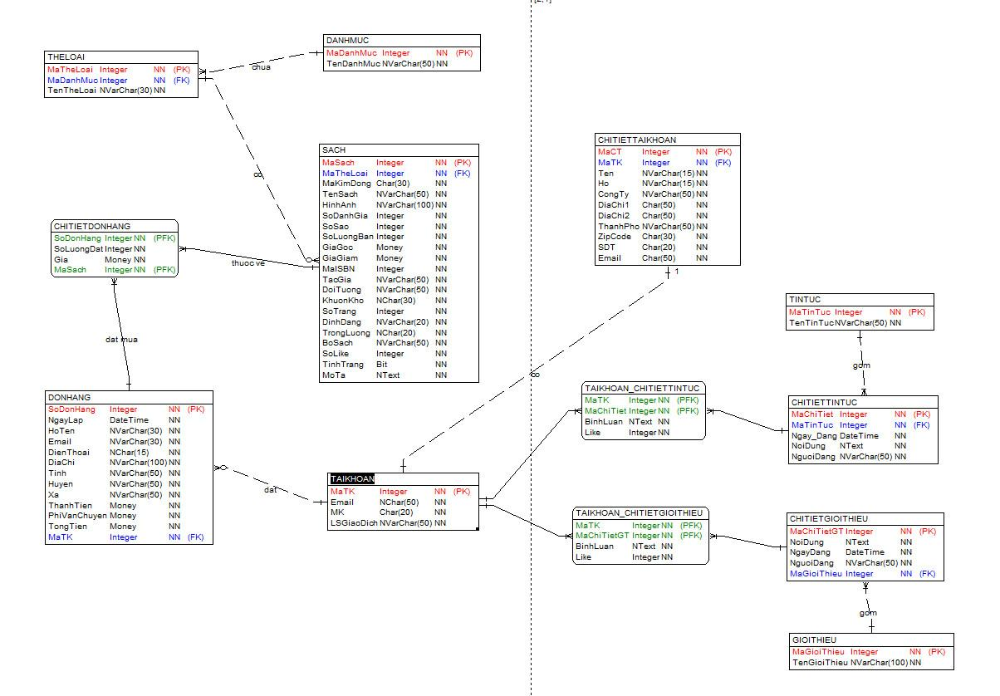 [2,1]
DANHMUC
MaDanhMuc Integer NN (PK)
TenDanhMuc NVarChar(50) NN
THELOAI
MaTheLoai Integer NN (PK)
MaDanhMuc Integer NN (FK)
TenTheLoai NVarChar(30) NN
chua
co
SACH
MaSach Integer NN (PK)
MaTheLoai Integer NN (FK)
MaKimDong Char(30) NN
TenSach NVarChar(50) NN
HinhAnh NVarChar(100) NN
SoDanhGia Integer NN
SoSao Integer NN
SoLuongBan Integer NN
GiaGoc Money NN
GiaGiam Money NN
MaISBN Integer NN
TacGia NVarChar(50) NN
DoiTuong NVarChar(50) NN
KhuonKho NChar(30) NN
SoTrang Integer NN
DinhDang NVarChar(20) NN
TrongLuong NChar(20) NN
BoSach NVarChar(50) NN
SoLike Integer NN
TinhTrang Bit NN
MoTa NText NN
CHITIETTAIKHOAN
MaCT Integer NN (PK)
MaTK Integer NN (FK)
Ten NVarChar(15) NN
Ho NVarChar(15) NN
CongTy NVarChar(50) NN
DiaChi1 Char(50) NN
DiaChi2 Char(50) NN
ThanhPho NVarChar(50) NN
ZipCode Char(30) NN
SDT Char(20) NN
Email Char(50) NN
1
CHITIETDONHANG
SoDonHang Integer NN (PFK)
SoLuongDat Integer NN
Gia Money NN
MaSach Integer NN (PFK)
thuoc ve
dat mua
co
TINTUC
MaTinTuc Integer NN (PK)
TenTinTuc NVarChar(50) NN
gom
DONHANG
SoDonHang Integer NN (PK)
NgayLap DateTime NN
HoTen NVarChar(30) NN
Email NVarChar(30) NN
DienThoai NChar(15) NN
DiaChi NVarChar(100) NN
Tinh NVarChar(50) NN
Huyen NVarChar(50) NN
Xa NVarChar(50) NN
ThanhTien Money NN
PhiVanChuyen Money NN
TongTien Money NN
MaTK Integer NN (FK)
dat
TAIKHOAN
MaTK Integer NN (PK)
Email NChar(50) NN
MK Char(20) NN
LSGiaoDich NVarChar(50) NN
TAIKHOAN_CHITIETTINTUC
MaTK Integer NN (PFK)
MaChiTiet Integer NN (PFK)
BinhLuan NText NN
Like Integer NN
CHITIETTINTUC
MaChiTiet Integer NN (PK)
MaTinTuc Integer NN (FK)
Ngay_Dang DateTime NN
NoiDung NText NN
NguoiDang NVarChar(50) NN
TAIKHOAN_CHITIETGIOITHIEU
MaTK Integer NN (PFK)
MaChiTietGT Integer NN (PFK)
BinhLuan NText NN
Like Integer NN
CHITIETGIOITHIEU
MaChiTietGT Integer NN (PK)
NoiDung NText NN
NgayDang DateTime NN
NguoiDang NVarChar(50) NN
MaGioiThieu Integer NN (FK)
gom
GIOITHIEU
MaGioiThieu Integer NN (PK)
TenGioiThieu NVarChar(100) NN